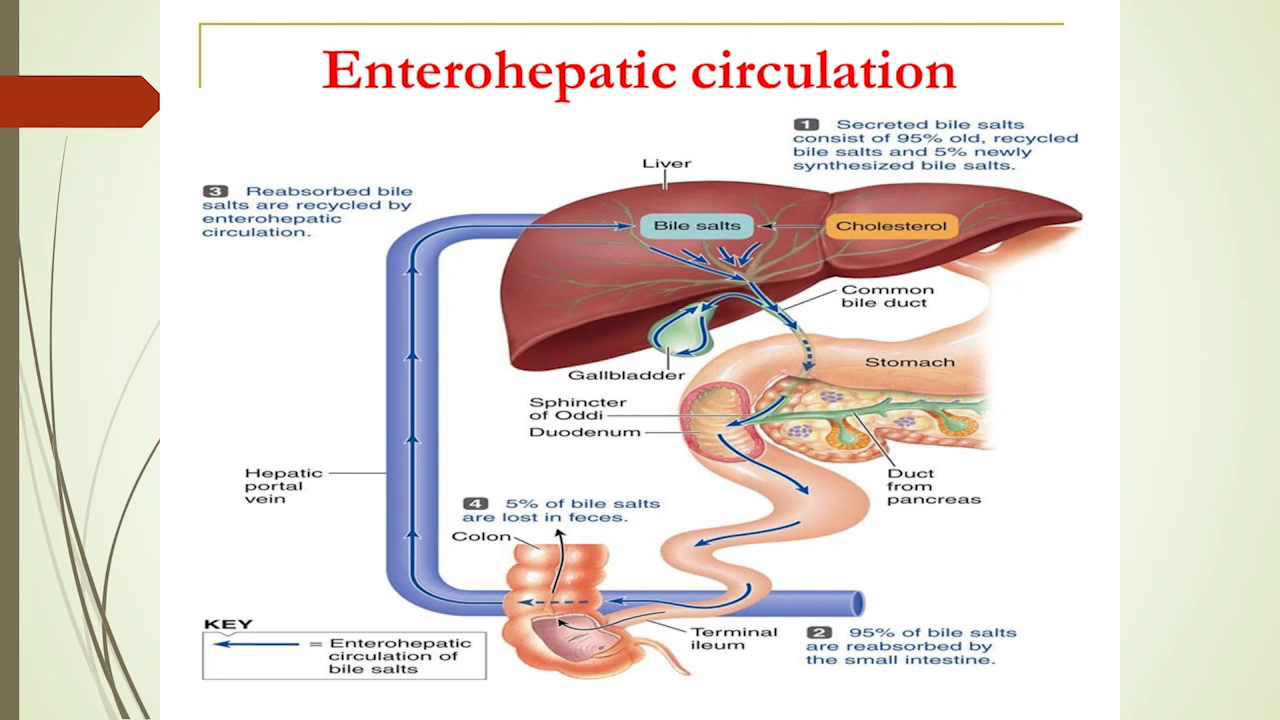 Enterohepatic circulation
1 Secreted bile salts
consist of 95% old, recycled
bile salts and 5% newly
synthesized bile salts.
Liver
3 Reabsorbed bile
salts are recycled by
enterohepatic
circulation.
Bile salts
Cholesterol
Common
bile duct
Stomach
Gallbladder
Sphincter
of Oddi
Duodenum
Hepatic
portal
vein
Duct
from
pancreas
4 5% of bile salts
are lost in feces.
Colon
KEY
= Enterohepatic
circulation of
bile salts
Terminal
ileum
2 95% of bile salts
are reabsorbed by
the small intestine.